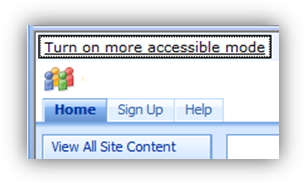 Turn on more accessible mode
Home Sign Up Help
View All Site Content